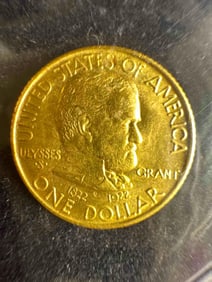 UNITED STATES OF AMERICA
ULYSSES
S
GRANT
1822 1922
ONE DOLLAR